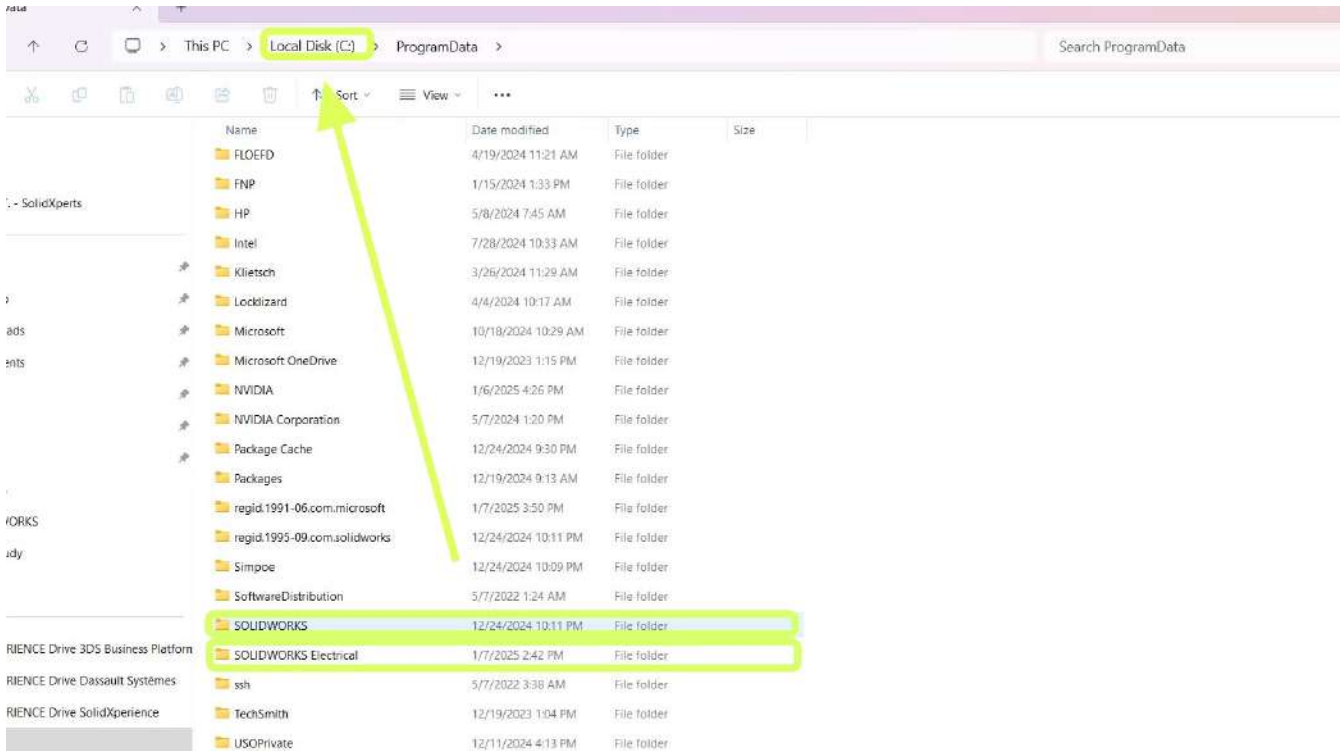 This PC > Local Disk (C:) > ProgramData >
Search ProgramData
Sort
View
Name Date modified Type Size
FLOEFD 4/19/2024 11:21 AM File folder
FNP 1/15/2024 1:33 PM File folder
. - SolidXperts
HP 5/8/2024 7:45 AM File folder
Intel 7/28/2024 10:33 AM File folder
Klietsch 3/26/2024 11:29 AM File folder
Locklizard 4/4/2024 10:17 AM File folder
ads
Microsoft 10/18/2024 10:29 AM File folder
ents
Microsoft OneDrive 12/19/2023 1:15 PM File folder
NVIDIA 1/6/2025 4:26 PM File folder
NVIDIA Corporation 5/7/2024 1:20 PM File folder
Package Cache 12/24/2024 9:30 PM File folder
Packages 12/19/2024 9:13 AM File folder
regid.1991-06.com.microsoft 1/7/2025 3:50 PM File folder
ORKS
regid.1995-09.com.solidworks 12/24/2024 10:11 PM File folder
udy
Simpoe 12/24/2024 10:09 PM File folder
SoftwareDistribution 5/7/2022 1:24 AM File folder
SOLIDWORKS 12/24/2024 10:11 PM File folder
RIENCE Drive 3DS Business Platform
SOLIDWORKS Electrical 1/7/2025 2:42 PM File folder
RIENCE Drive Dassault Systèmes
ssh 5/7/2022 3:38 AM File folder
RIENCE Drive SolidXperience
TechSmith 12/19/2023 1:04 PM File folder
USOPrivate 12/11/2024 4:13 PM File folder